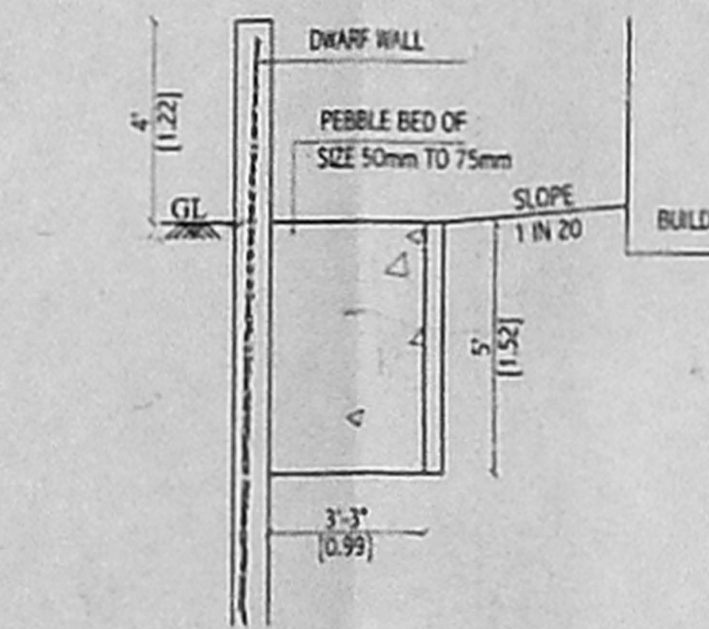 DWARF WALL
4'
[1.22]
PEBBLE BED OF
SIZE 50mm TO 75mm
GL
SLOPE
1 IN 20
BUILD
5'
[1.52]
3'-3"
[0.99]